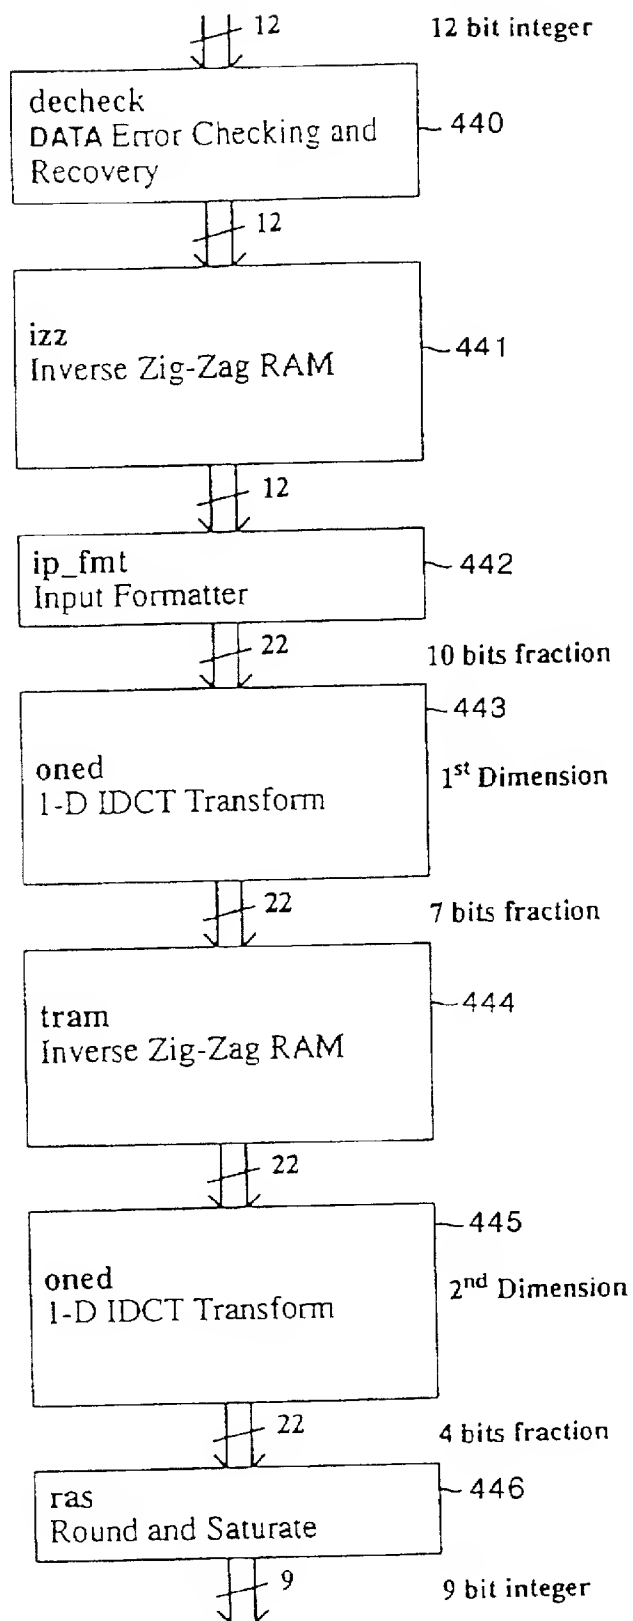 12 12 bit integer
decheck
DATA Error Checking and
Recovery
440
12
izz
Inverse Zig-Zag RAM
441
12
ip_fmt
Input Formatter
442
22 10 bits fraction
443
oned
1-D IDCT Transform
1st Dimension
22 7 bits fraction
444
tram
Inverse Zig-Zag RAM
22
445
oned
1-D IDCT Transform
2nd Dimension
22 4 bits fraction
446
ras
Round and Saturate
9 9 bit integer